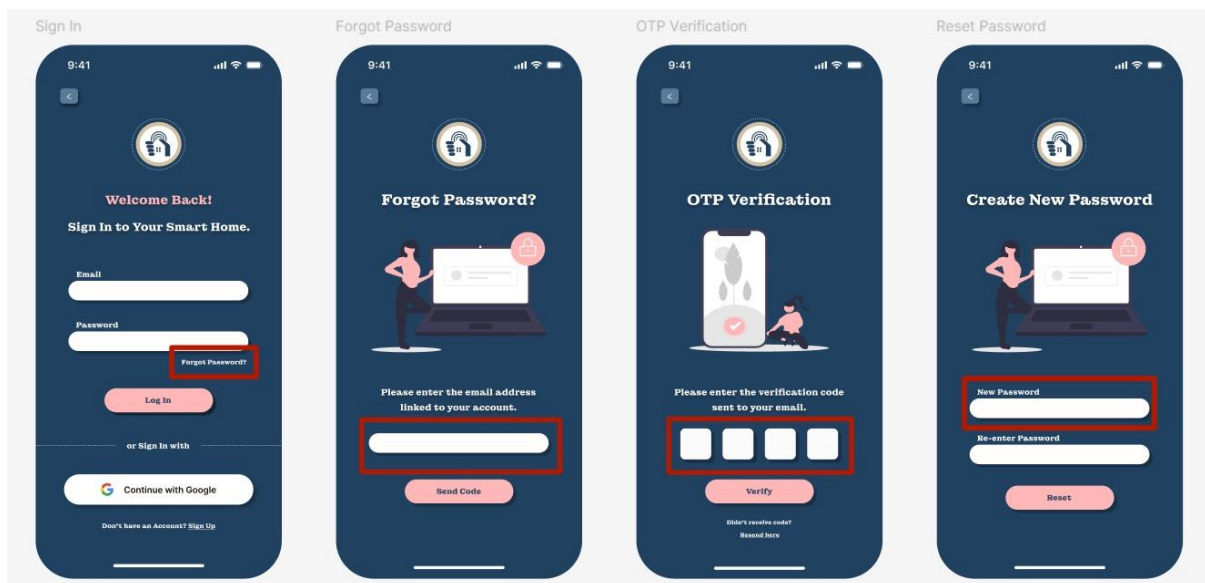 Sign In
9:41
<
Welcome Back!
Sign In to Your Smart Home.
Email
Password
Forgot Password?
Log In
or Sign In with
G Continue with Google
Don't have an Account? Sign Up
Forgot Password
9:41
<
Forgot Password?
Please enter the email address
linked to your account.
Send Code
OTP Verification
9:41
<
OTP Verification
Please enter the verification code
sent to your email.
Verify
Didn't receive code?
Resend here
Reset Password
9:41
<
Create New Password
New Password
Re-enter Password
Reset